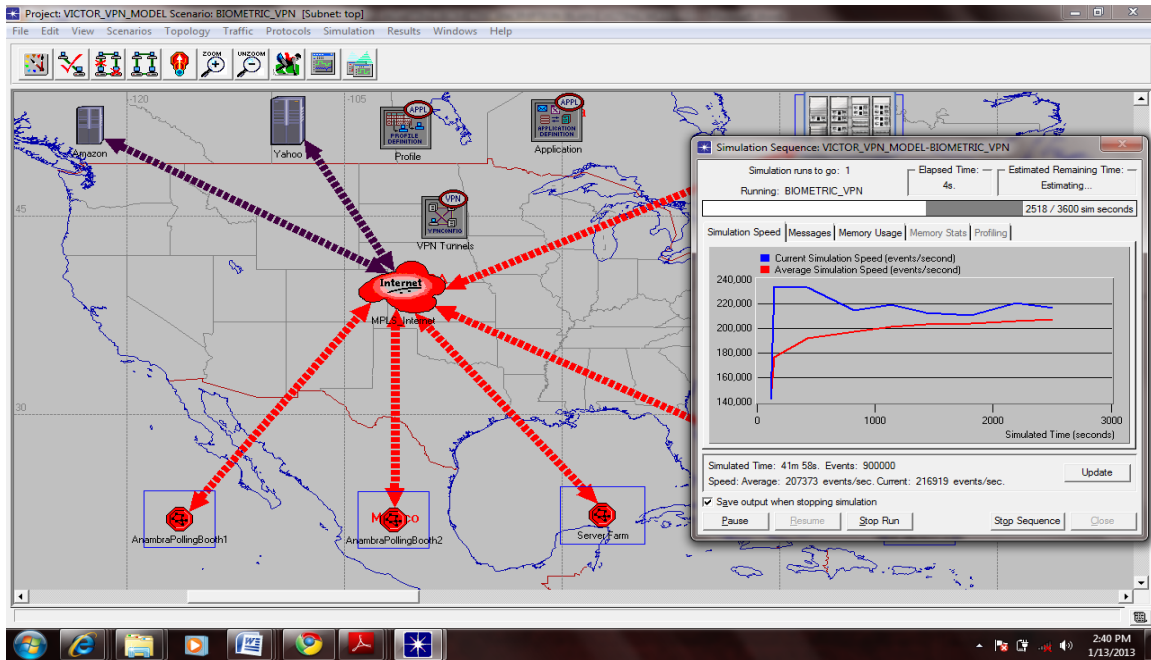 Project: VICTOR_VPN_MODEL Scenario: BIOMETRIC_VPN [Subnet: top]
File Edit View Scenarios Topology Traffic Protocols Simulation Results Windows Help
ZOOM
UNZOOM
-120
-105
45
30
Amazon
Yahoo
APPL
PROFILE
DEFINITION
Profile
APPL
APPLICATION
DEFINITION
Application
VPN
VPNCONFIG
VPN Tunnels
Internet
MPLS_Internet
AnambraPollingBooth1
AnambraPollingBooth2
Server Farm
Simulation Sequence: VICTOR_VPN_MODEL-BIOMETRIC_VPN
Simulation runs to go: 1
Running: BIOMETRIC_VPN
Elapsed Time:
4s.
Estimated Remaining Time:
Estimating...
2518 / 3600 sim seconds
Simulation Speed Messages Memory Usage Memory Stats Profiling
Current Simulation Speed (events/second)
Average Simulation Speed (events/second)
240,000
220,000
200,000
180,000
160,000
140,000
0 1000 2000 3000
Simulated Time (seconds)
Simulated Time: 41m 58s. Events: 900000
Speed: Average: 207373 events/sec. Current: 216919 events/sec.
Update
Save output when stopping simulation
Pause Resume Stop Run Stop Sequence Close
2:40 PM
1/13/2013